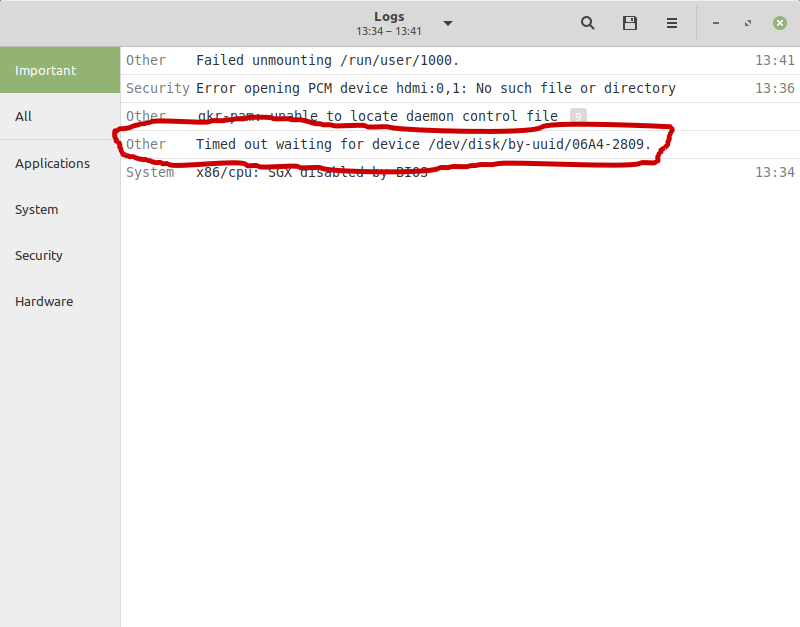 Logs
13:34 – 13:41
Important
All
Applications
System
Security
Hardware
Other Failed unmounting /run/user/1000. 13:41
Security Error opening PCM device hdmi:0,1: No such file or directory 13:36
Other gkr-pam: unable to locate daemon control file 9
Other Timed out waiting for device /dev/disk/by-uuid/06A4-2809.
System x86/cpu: SGX disabled by BIOS 13:34